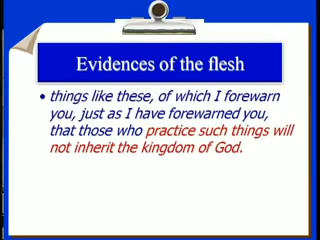 Evidences of the flesh
• things like these, of which I forewarn
you, just as I have forewarned you,
that those who practice such things will
not inherit the kingdom of God.